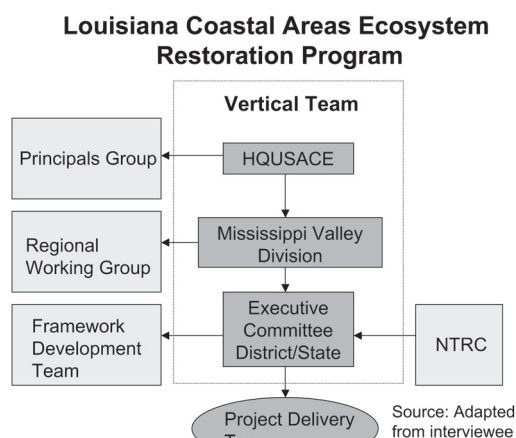 Louisiana Coastal Areas Ecosystem
Restoration Program
Vertical Team
Principals Group
HQUSACE
Regional
Working Group
Mississippi Valley
Division
Framework
Development
Team
Executive
Committee
District/State
NTRC
Project Delivery
Source: Adapted
from interviewee